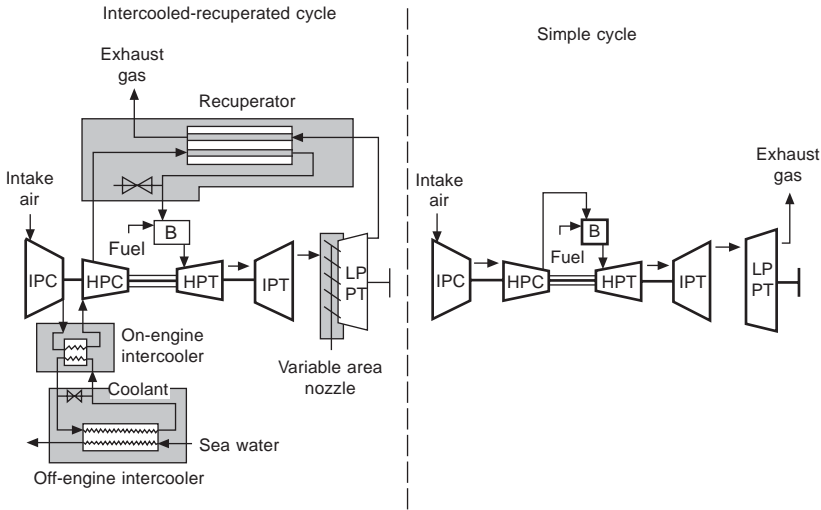 Intercooled-recuperated cycle
Exhaust
gas
Recuperator
Intake
air
B
Fuel
IPC
HPC
HPT
IPT
LP
PT
On-engine
intercooler
Variable area
nozzle
Coolant
Sea water
Off-engine intercooler
Simple cycle
Exhaust
gas
Intake
air
B
Fuel
IPC
HPC
HPT
IPT
LP
PT